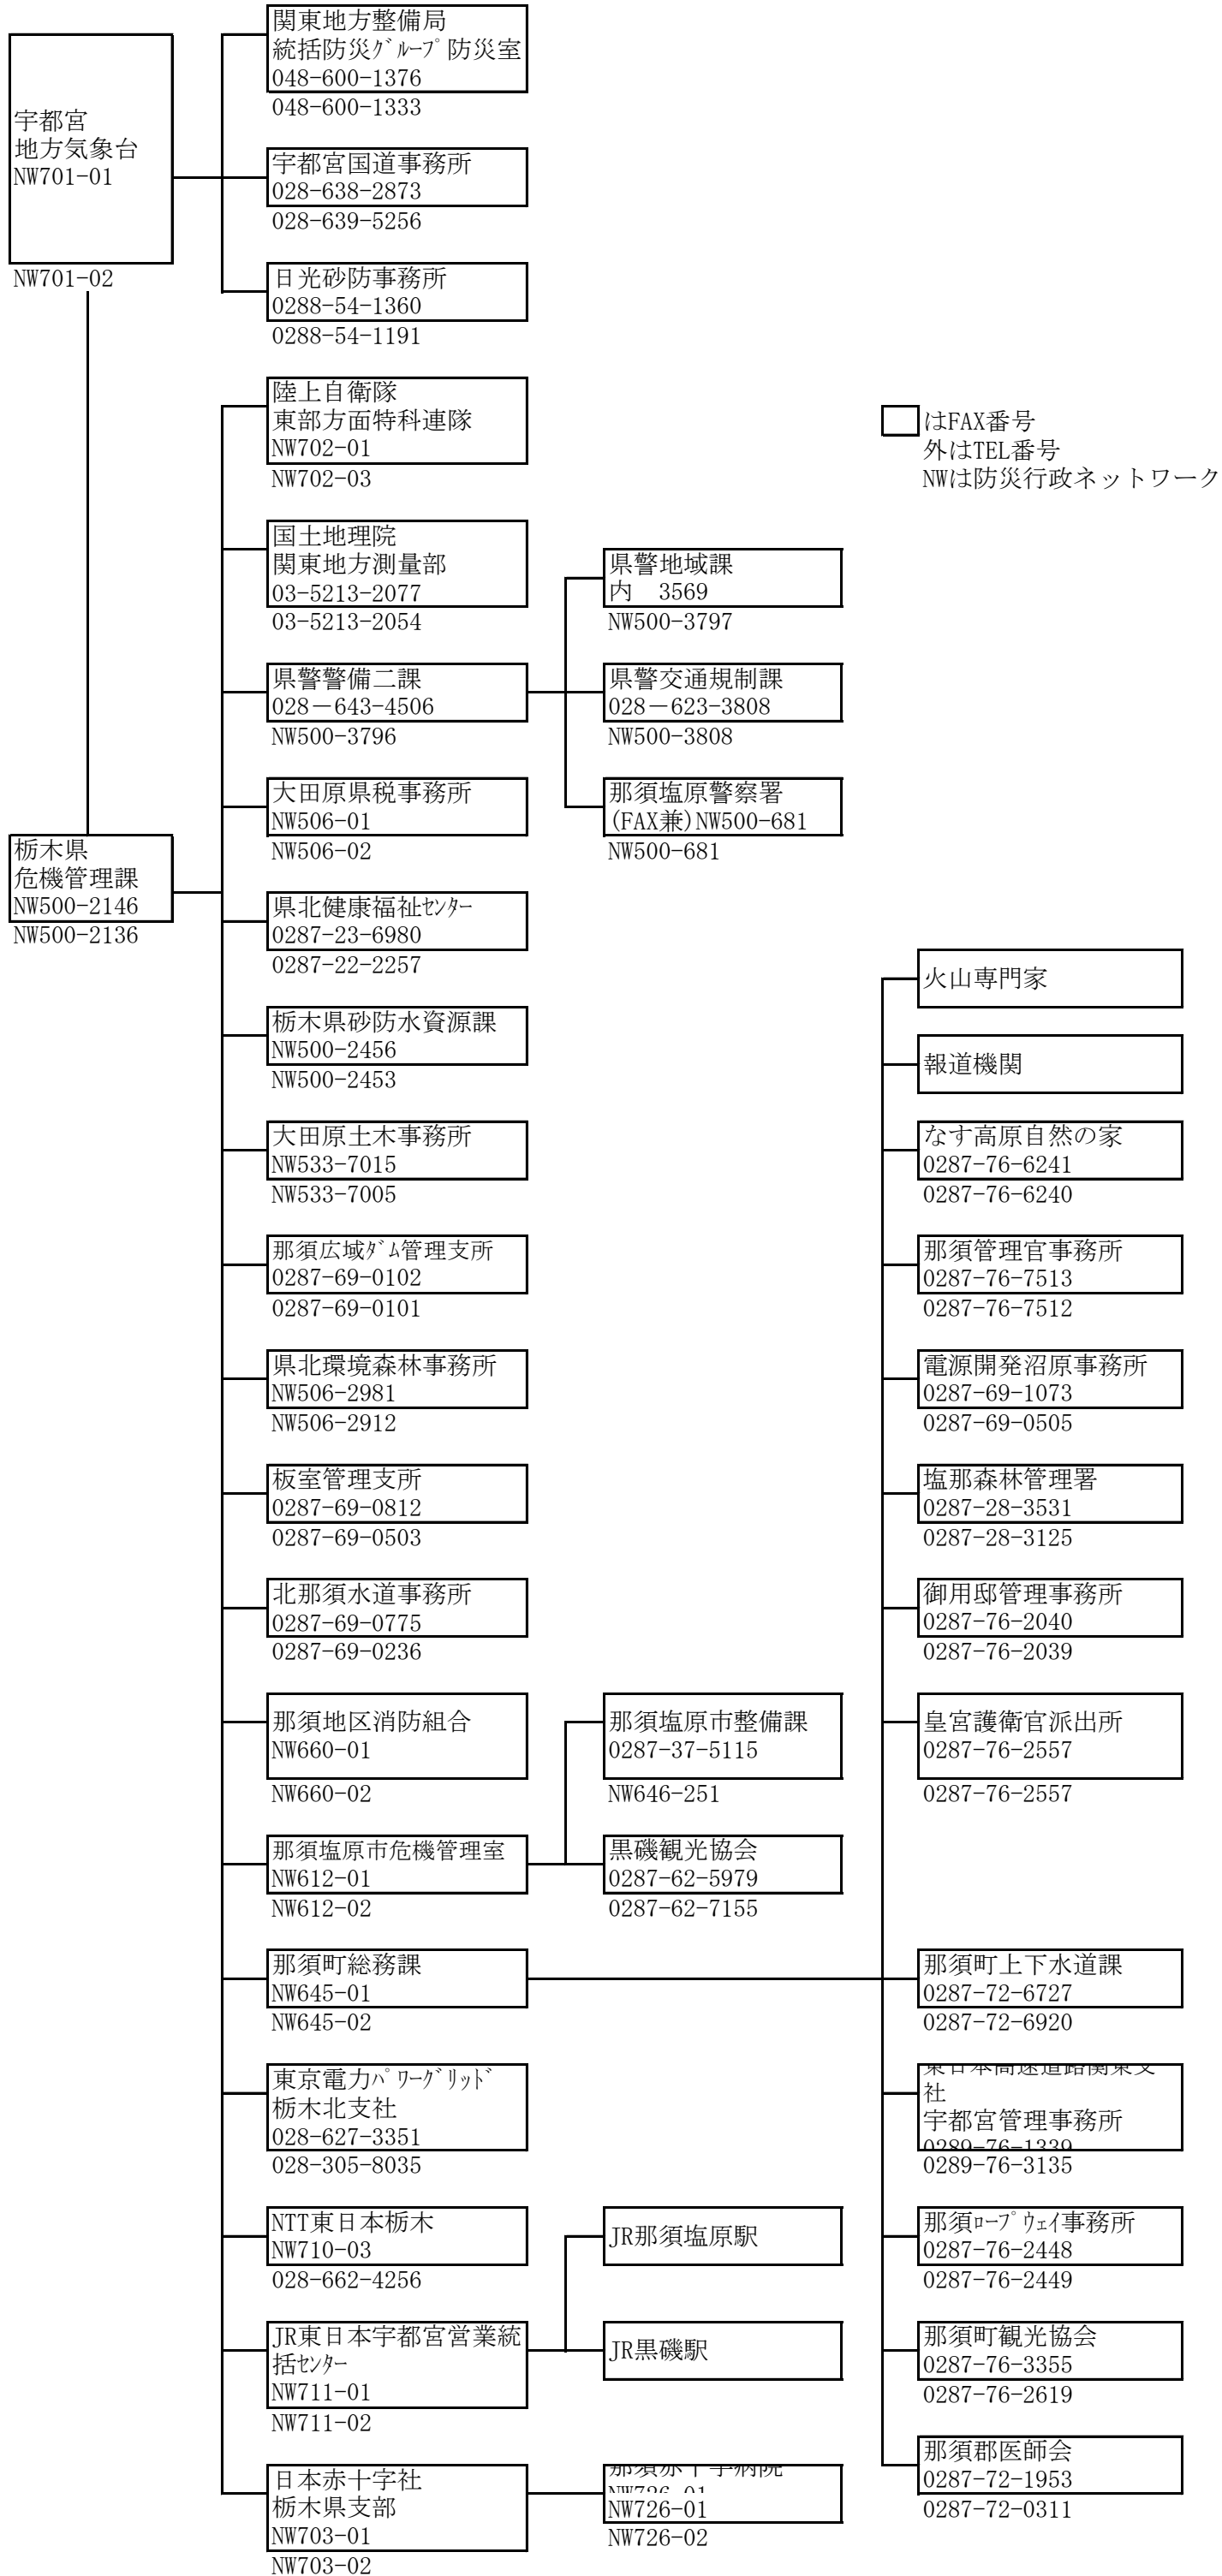 関東地方整備局
統括防災ｸﾞﾙｰﾌﾟ防災室
048-600-1376
048-600-1333
宇都宮
地方気象台
NW701-01
NW701-02
宇都宮国道事務所
028-638-2873
028-639-5256
日光砂防事務所
0288-54-1360
0288-54-1191
陸上自衛隊
東部方面特科連隊
NW702-01
NW702-03
はFAX番号
外はTEL番号
NWは防災行政ネットワーク
国土地理院
関東地方測量部
03-5213-2077
03-5213-2054
県警警備二課
028－643-4506
NW500-3796
県警地域課
内　3569
NW500-3797
県警交通規制課
028－623-3808
NW500-3808
那須塩原警察署
(FAX兼)NW500-681
NW500-681
大田原県税事務所
NW506-01
NW506-02
栃木県
危機管理課
NW500-2146
NW500-2136
県北健康福祉ｾﾝﾀｰ
0287-23-6980
0287-22-2257
栃木県砂防水資源課
NW500-2456
NW500-2453
大田原土木事務所
NW533-7015
NW533-7005
那須広域ﾀﾞﾑ管理支所
0287-69-0102
0287-69-0101
県北環境森林事務所
NW506-2981
NW506-2912
板室管理支所
0287-69-0812
0287-69-0503
北那須水道事務所
0287-69-0775
0287-69-0236
那須地区消防組合
NW660-01
NW660-02
那須塩原市危機管理室
NW612-01
NW612-02
那須塩原市整備課
0287-37-5115
NW646-251
黒磯観光協会
0287-62-5979
0287-62-7155
那須町総務課
NW645-01
NW645-02
火山専門家
報道機関
なす高原自然の家
0287-76-6241
0287-76-6240
那須管理官事務所
0287-76-7513
0287-76-7512
電源開発沼原事務所
0287-69-1073
0287-69-0505
塩那森林管理署
0287-28-3531
0287-28-3125
御用邸管理事務所
0287-76-2040
0287-76-2039
皇宮護衛官派出所
0287-76-2557
0287-76-2557
那須町上下水道課
0287-72-6727
0287-72-6920
東日本高速道路関東支
社
宇都宮管理事務所
0289-76-1339
0289-76-3135
那須ﾛｰﾌﾟｳｪｲ事務所
0287-76-2448
0287-76-2449
那須町観光協会
0287-76-3355
0287-76-2619
那須郡医師会
0287-72-1953
0287-72-0311
東京電力ﾊﾟﾜｰｸﾞﾘｯﾄﾞ
栃木北支社
028-627-3351
028-305-8035
NTT東日本栃木
NW710-03
028-662-4256
JR東日本宇都宮営業統
括ｾﾝﾀｰ
NW711-01
NW711-02
JR那須塩原駅
JR黒磯駅
日本赤十字社
栃木県支部
NW703-01
NW703-02
那須赤十字病院
NW726-01
NW726-01
NW726-02